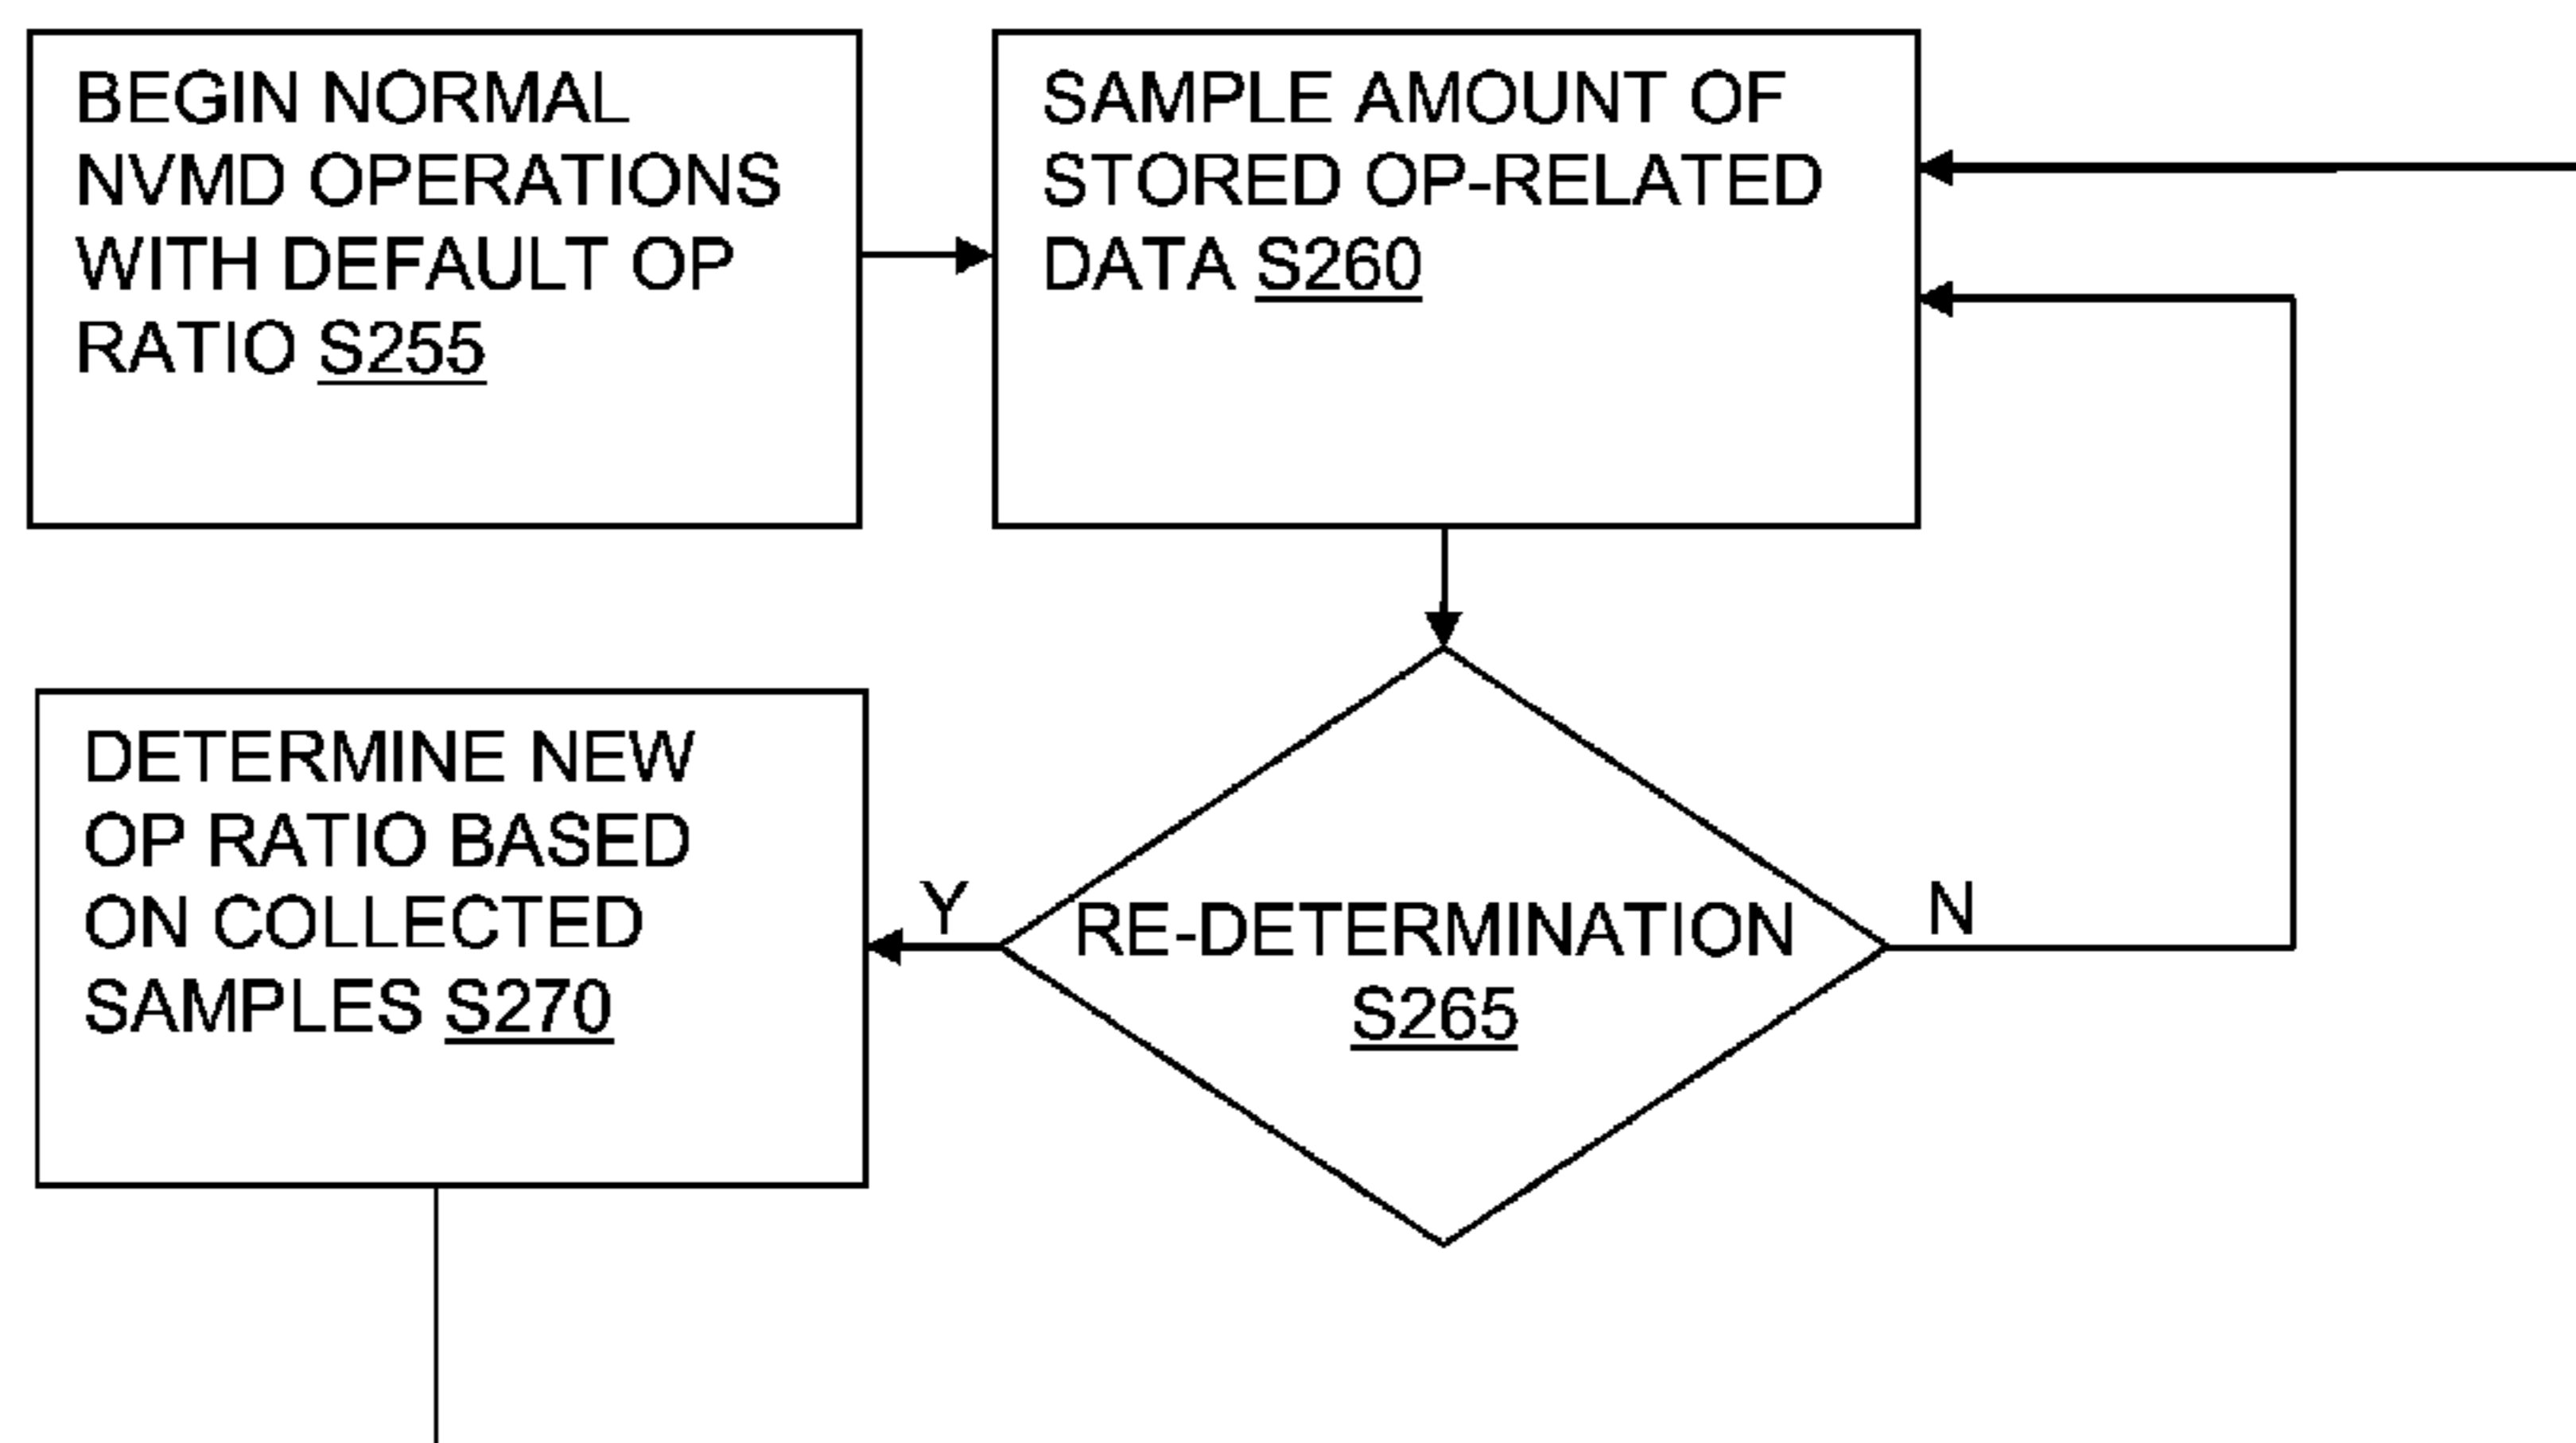 BEGIN NORMAL
NVMD OPERATIONS
WITH DEFAULT OP
RATIO S255
SAMPLE AMOUNT OF
STORED OP-RELATED
DATA S260
RE-DETERMINATION
S265
Y
N
DETERMINE NEW
OP RATIO BASED
ON COLLECTED
SAMPLES S270